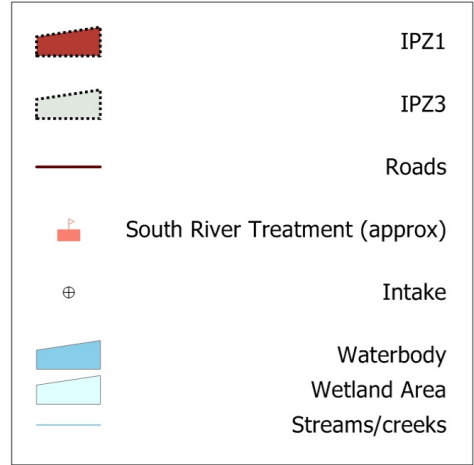 IPZ1
IPZ3
Roads
South River Treatment (approx)
Intake
Waterbody
Wetland Area
Streams/creeks